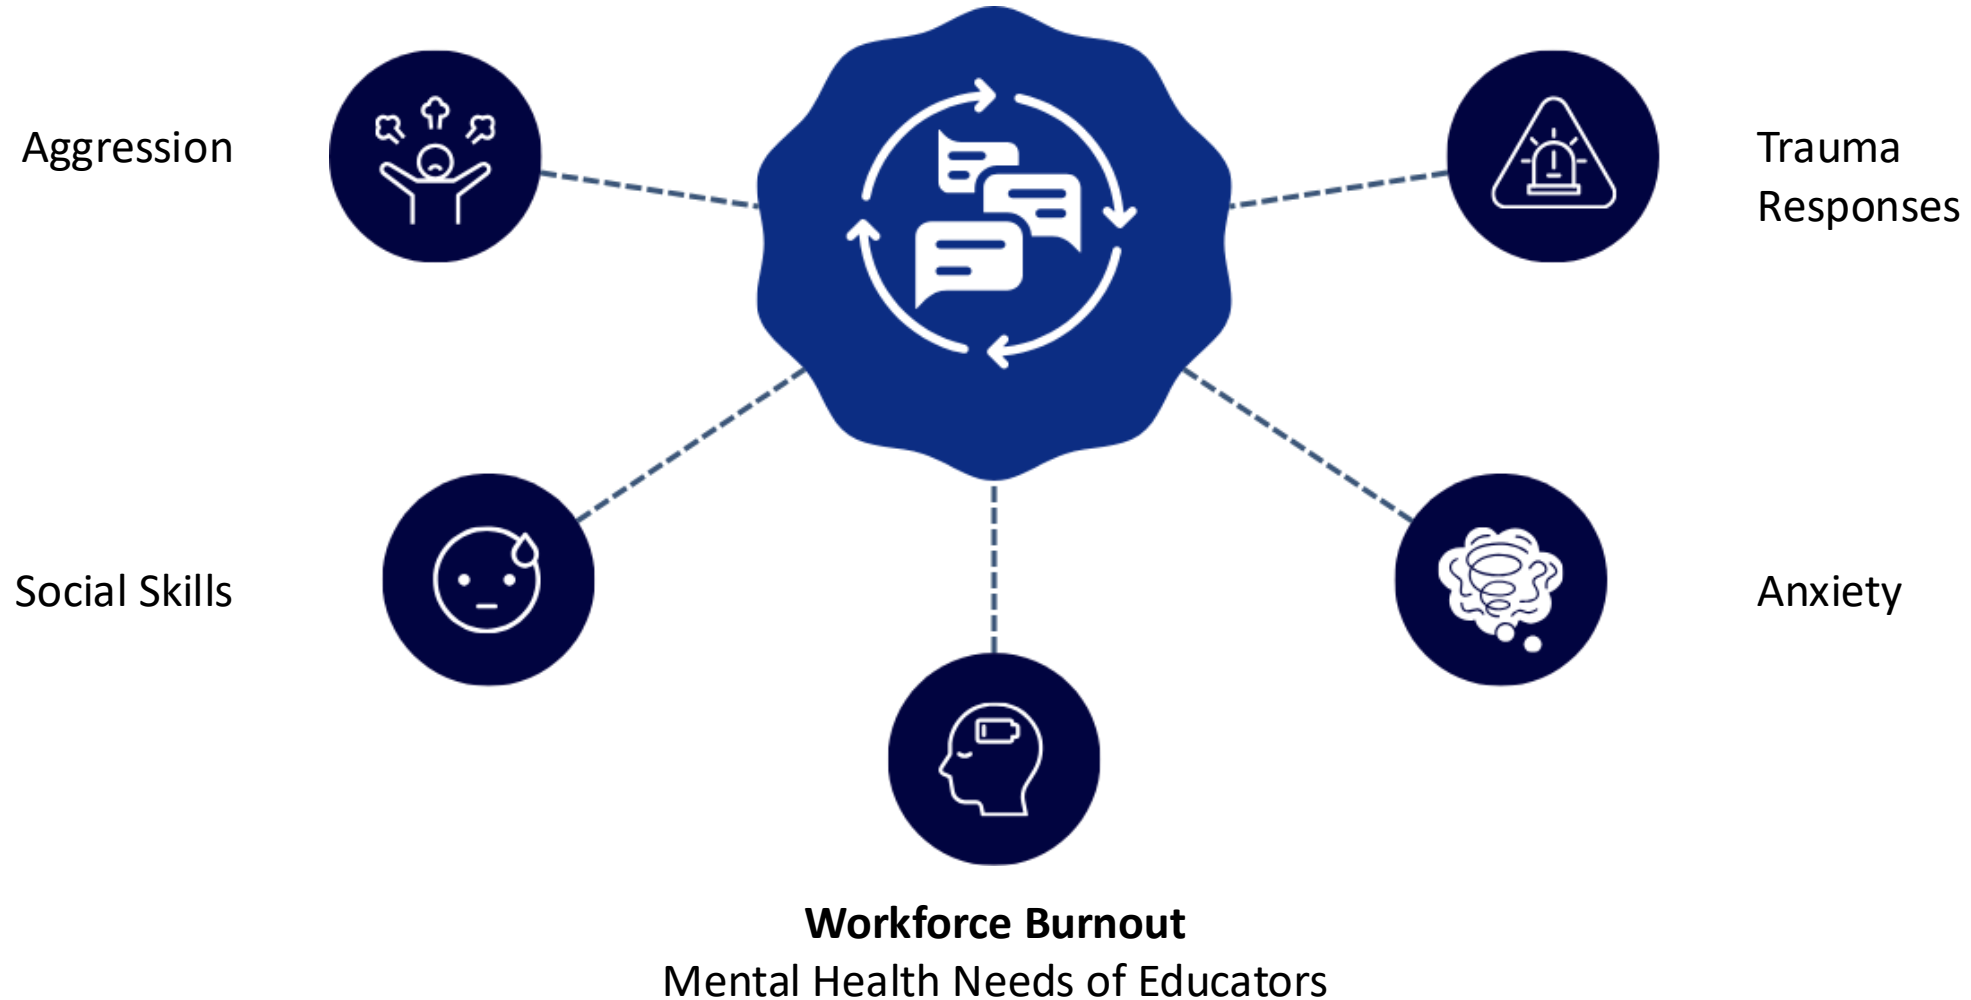 Aggression
Trauma
Responses
Social Skills
Anxiety
Workforce Burnout
Mental Health Needs of Educators